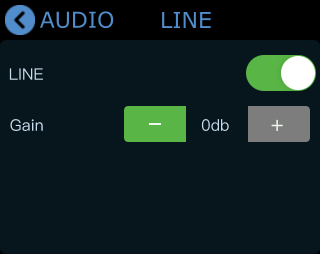 AUDIO LINE
LINE
Gain − 0db +